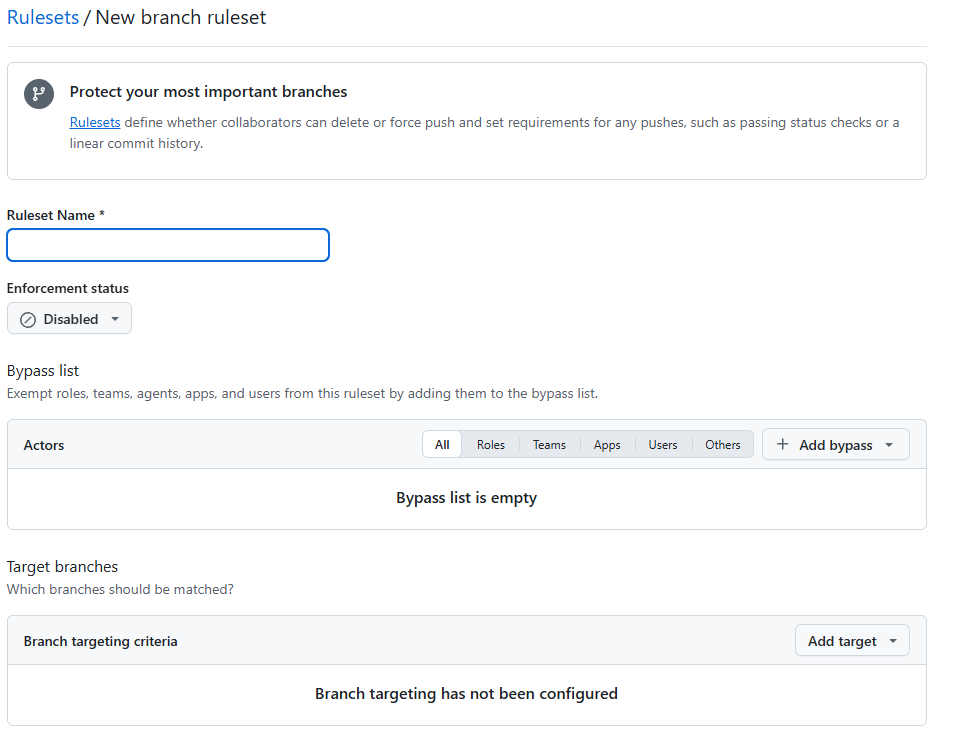 Rulesets / New branch ruleset
Protect your most important branches
Rulesets define whether collaborators can delete or force push and set requirements for any pushes, such as passing status checks or a
linear commit history.
Ruleset Name *
Enforcement status
Disabled
Bypass list
Exempt roles, teams, agents, apps, and users from this ruleset by adding them to the bypass list.
Actors All Roles Teams Apps Users Others Add bypass
Bypass list is empty
Target branches
Which branches should be matched?
Branch targeting criteria Add target
Branch targeting has not been configured